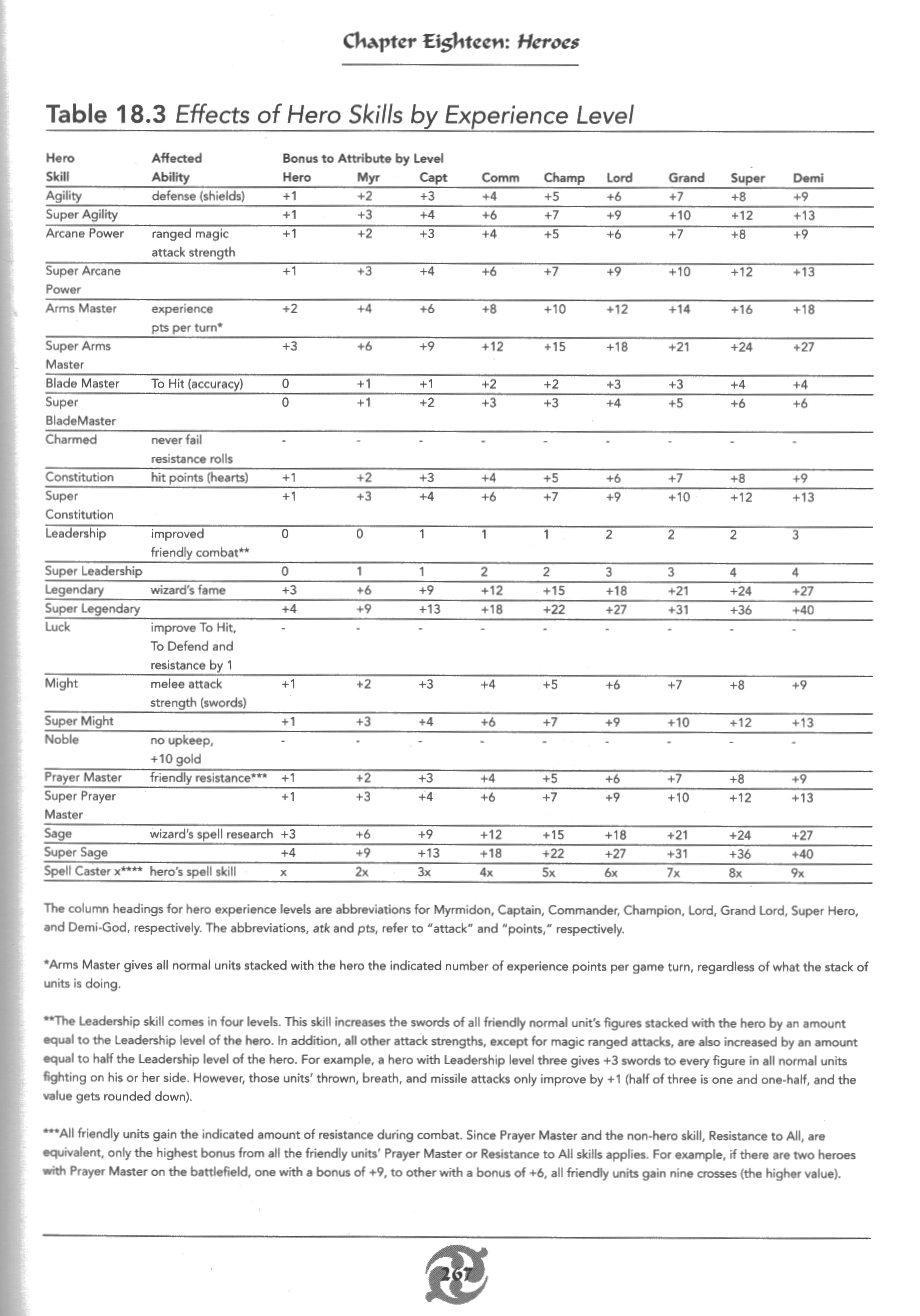 Chapter Eighteen: Heroes
Table 18.3 Effects of Hero Skills by Experience Level
Hero Affected Bonus to Attribute by Level
Skill Ability Hero Myr Capt Comm Champ Lord Grand Super Demi
Agility defense (shields) +1 +2 +3 +4 +5 +6 +7 +8 +9
Super Agility +1 +3 +4 +6 +7 +9 +10 +12 +13
Arcane Power ranged magic +1 +2 +3 +4 +5 +6 +7 +8 +9
attack strength
Super Arcane +1 +3 +4 +6 +7 +9 +10 +12 +13
Power
Arms Master experience +2 +4 +6 +8 +10 +12 +14 +16 +18
pts per turn*
Super Arms +3 +6 +9 +12 +15 +18 +21 +24 +27
Master
Blade Master To Hit (accuracy) 0 +1 +1 +2 +2 +3 +3 +4 +4
Super 0 +1 +2 +3 +3 +4 +5 +6 +6
BladeMaster
Charmed never fail - - - - - - - - -
resistance rolls
Constitution hit points (hearts) +1 +2 +3 +4 +5 +6 +7 +8 +9
Super +1 +3 +4 +6 +7 +9 +10 +12 +13
Constitution
Leadership improved 0 0 1 1 1 2 2 2 3
friendly combat**
Super Leadership 0 1 1 2 2 3 3 4 4
Legendary wizard's fame +3 +6 +9 +12 +15 +18 +21 +24 +27
Super Legendary +4 +9 +13 +18 +22 +27 +31 +36 +40
Luck improve To Hit, - - - - - - - - -
To Defend and
resistance by 1
Might melee attack +1 +2 +3 +4 +5 +6 +7 +8 +9
strength (swords)
Super Might +1 +3 +4 +6 +7 +9 +10 +12 +13
Noble no upkeep, - - - - - - - - -
+10 gold
Prayer Master friendly resistance*** +1 +2 +3 +4 +5 +6 +7 +8 +9
Super Prayer +1 +3 +4 +6 +7 +9 +10 +12 +13
Master
Sage wizard's spell research +3 +6 +9 +12 +15 +18 +21 +24 +27
Super Sage +4 +9 +13 +18 +22 +27 +31 +36 +40
Spell Caster x**** hero's spell skill x 2x 3x 4x 5x 6x 7x 8x 9x
The column headings for hero experience levels are abbreviations for Myrmidon, Captain, Commander, Champion, Lord, Grand Lord, Super Hero,
and Demi-God, respectively. The abbreviations, atk and pts, refer to "attack" and "points," respectively.
*Arms Master gives all normal units stacked with the hero the indicated number of experience points per game turn, regardless of what the stack of
units is doing.
**The Leadership skill comes in four levels. This skill increases the swords of all friendly normal unit's figures stacked with the hero by an amount
equal to the Leadership level of the hero. In addition, all other attack strengths, except for magic ranged attacks, are also increased by an amount
equal to half the Leadership level of the hero. For example, a hero with Leadership level three gives +3 swords to every figure in all normal units
fighting on his or her side. However, those units' thrown, breath, and missile attacks only improve by +1 (half of three is one and one-half, and the
value gets rounded down).
***All friendly units gain the indicated amount of resistance during combat. Since Prayer Master and the non-hero skill, Resistance to All, are
equivalent, only the highest bonus from all the friendly units' Prayer Master or Resistance to All skills applies. For example, if there are two heroes
with Prayer Master on the battlefield, one with a bonus of +9, to other with a bonus of +6, all friendly units gain nine crosses (the higher value).
267